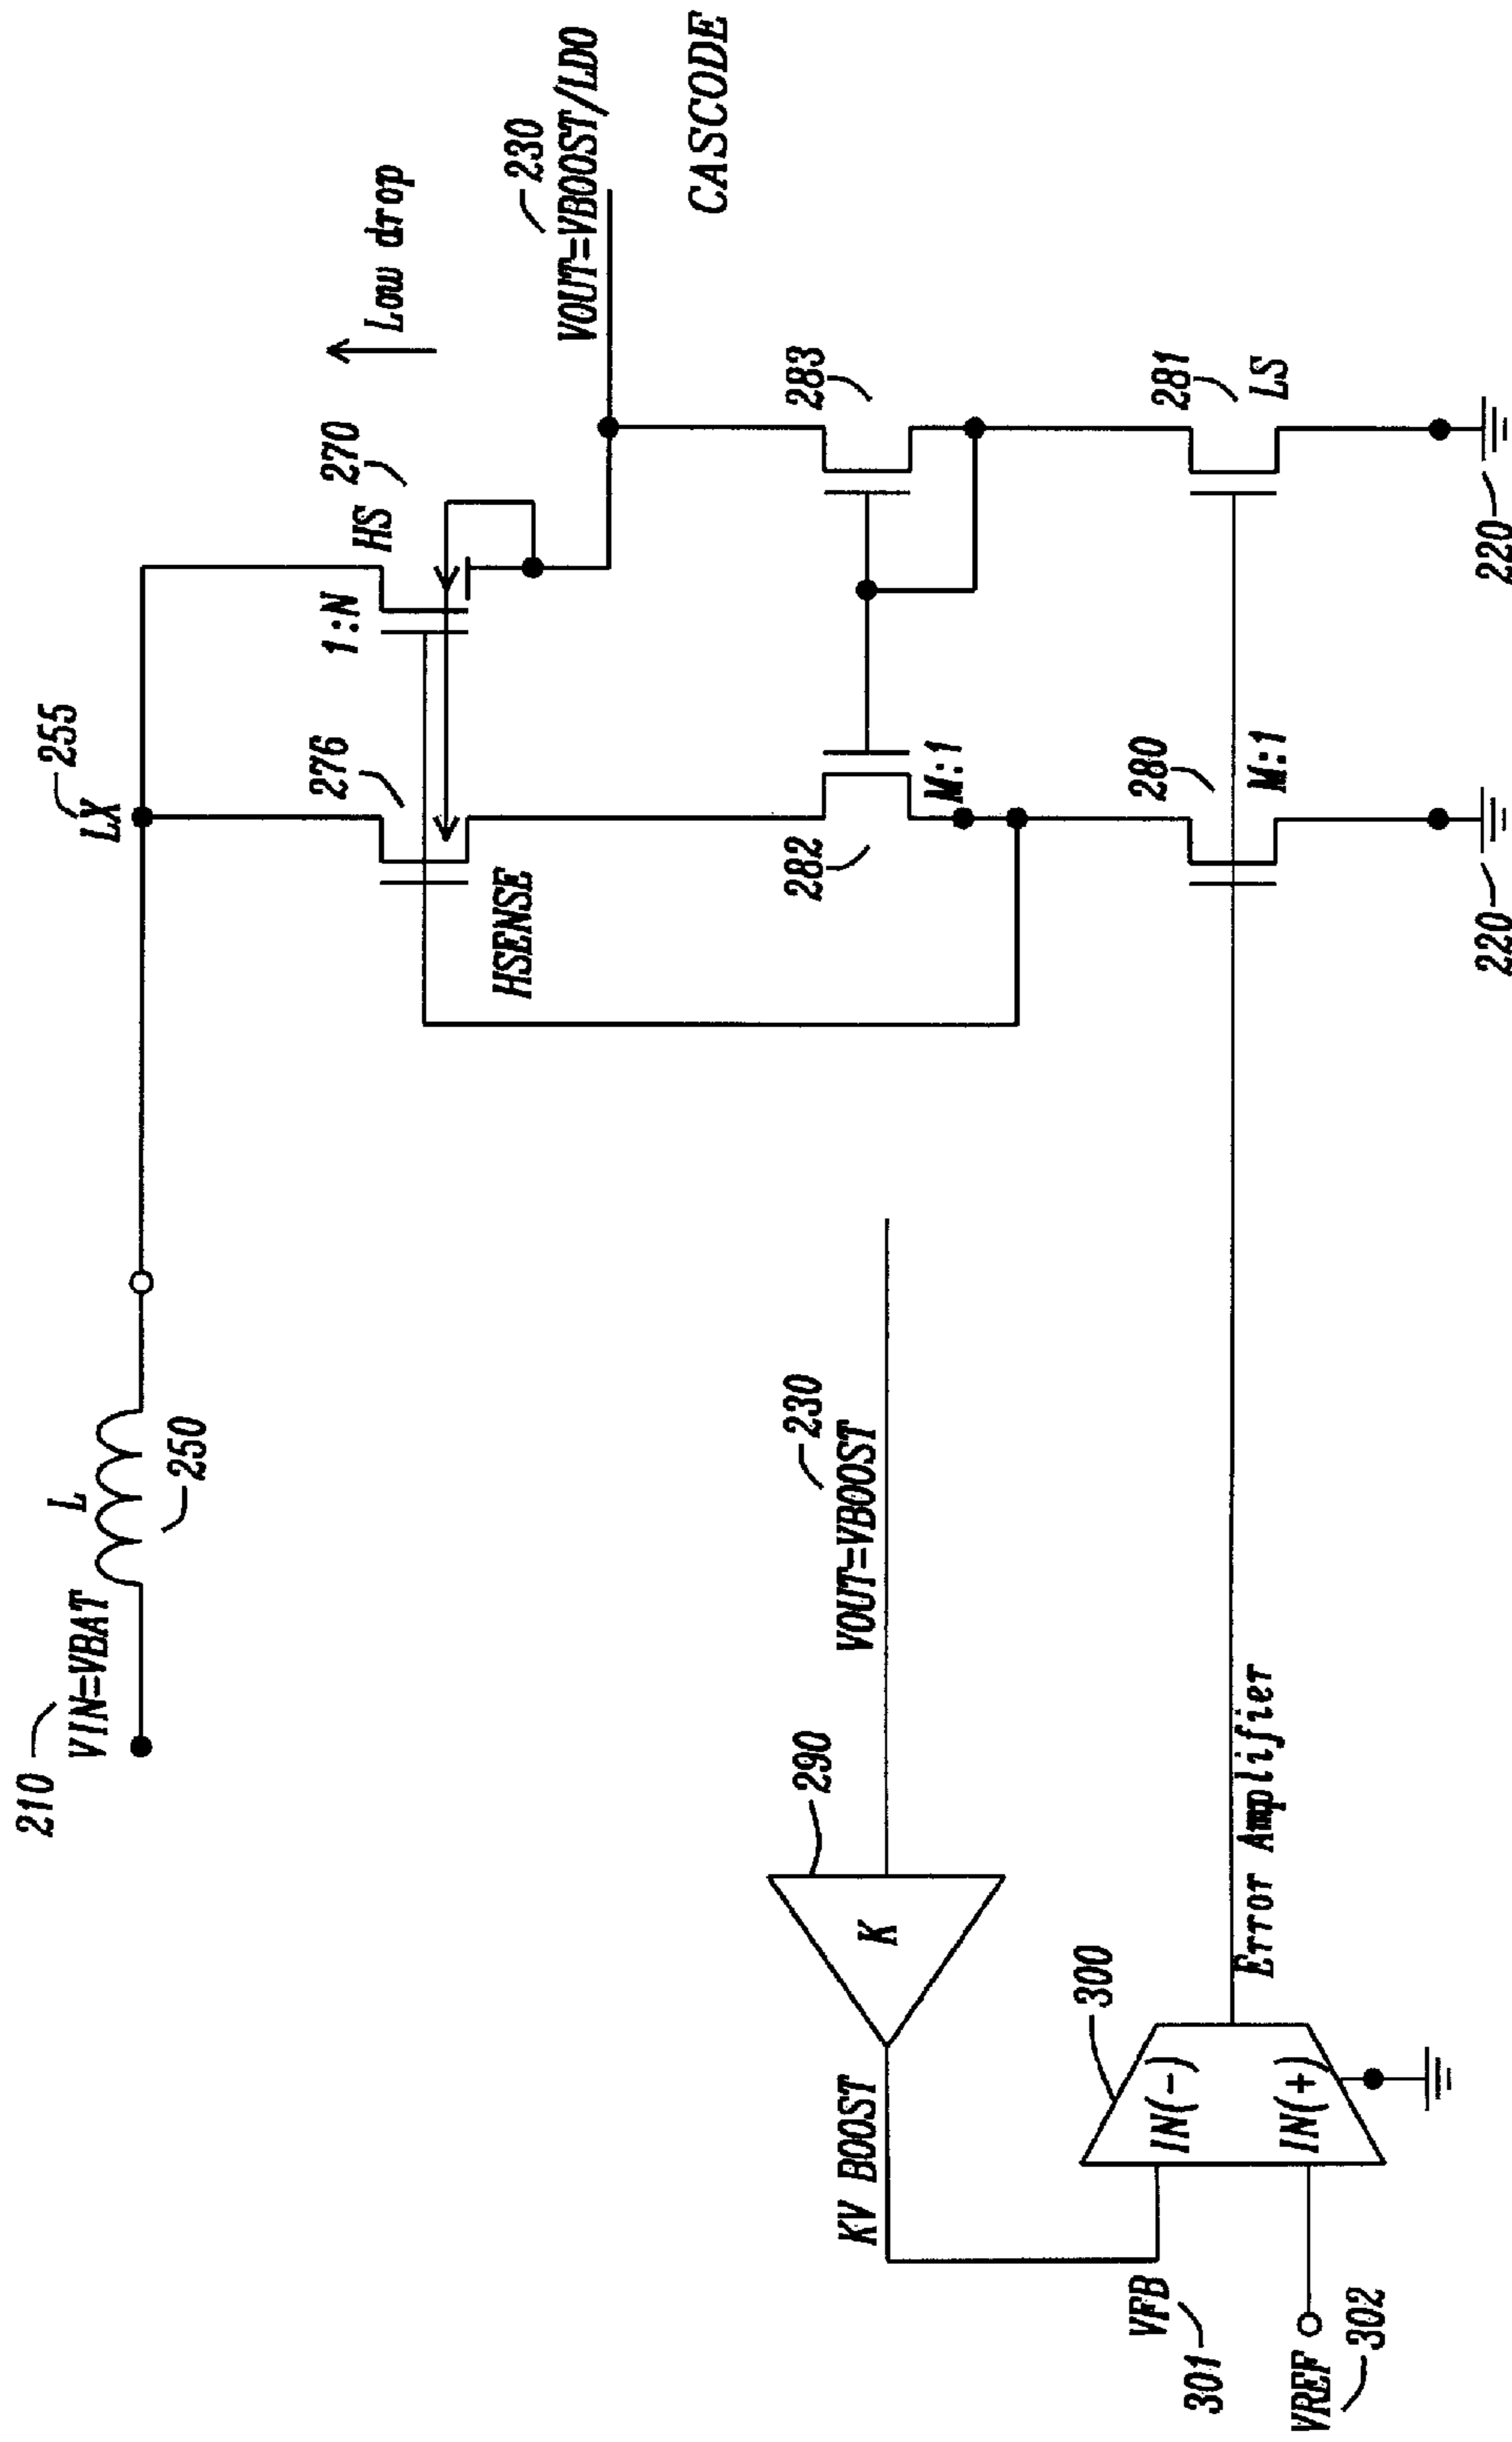 210
VIN=VBAT
L
250
LX
255
276
1:N
HS
270
Low drop
HSENSE
230
VOUT=VBOOST/LDO
CASCODE
282
M:1
283
280
M:1
281
LS
220
220
230
VOUT=VBOOST
290
K
KV BOOST
300
IN(-)
IN(+)
Error Amplifier
VFB
301
VREF
302